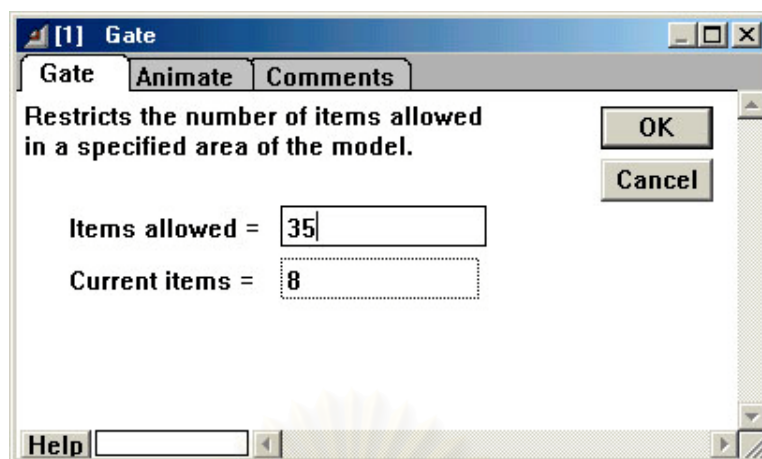 [1] Gate
Gate Animate Comments
Restricts the number of items allowed
in a specified area of the model.
OK
Cancel
Items allowed = 35
Current items = 8
Help